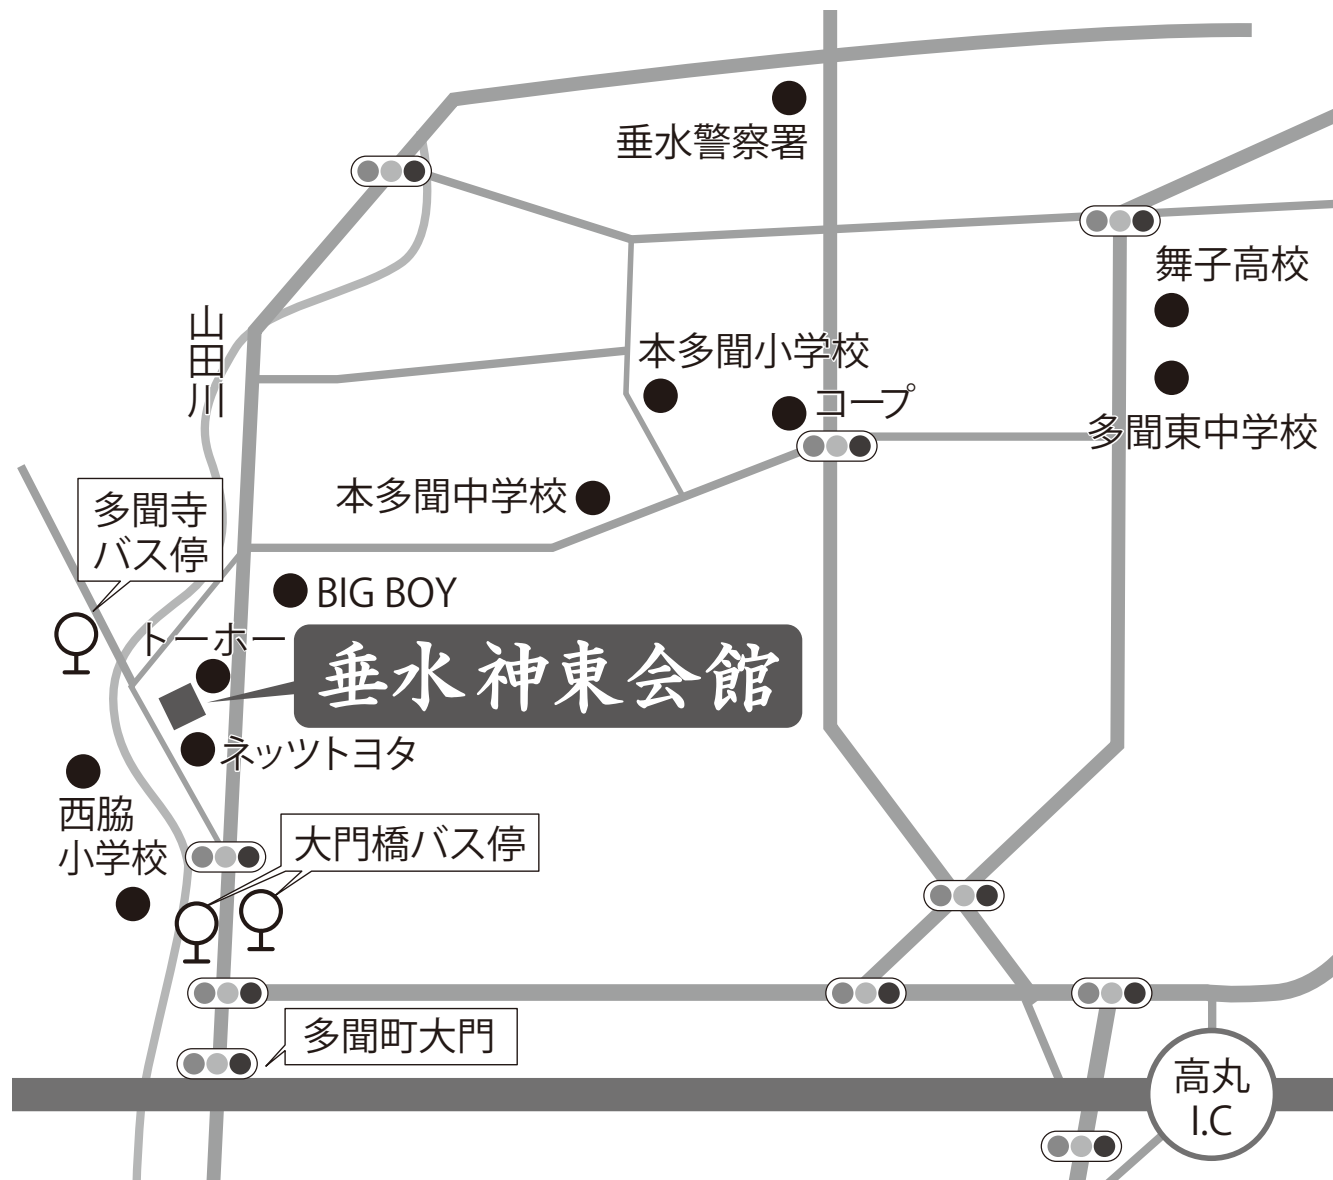 垂水警察署
舞子高校
山田川
本多聞小学校
コープ
多聞東中学校
本多聞中学校
多聞寺
バス停
BIG BOY
トーホー
垂水神東会館
ネッツトヨタ
西脇
小学校
大門橋バス停
多聞町大門
高丸
I.C